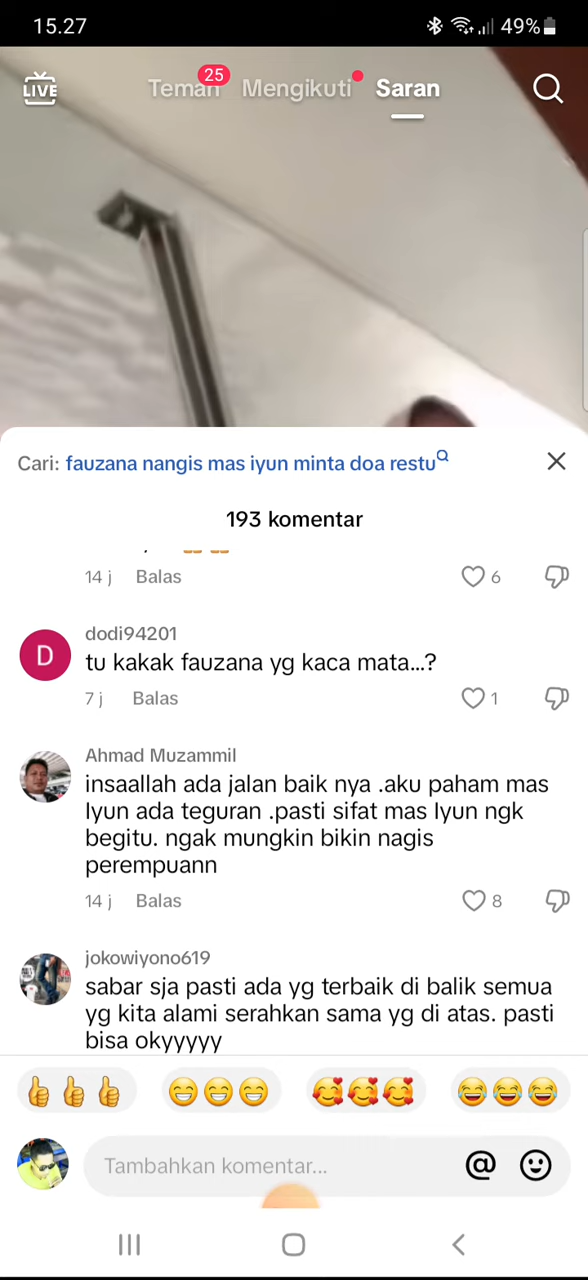 15.27
49%
LIVE
Teman
25
Mengikuti
Saran
Cari: fauzana nangis mas iyun minta doa restu
193 komentar
14 j Balas
6
dodi94201
D
tu kakak fauzana yg kaca mata...?
7 j Balas
1
Ahmad Muzammil
insaallah ada jalan baik nya .aku paham mas
Iyun ada teguran .pasti sifat mas Iyun ngk
begitu. ngak mungkin bikin nagis
perempuann
14 j Balas
8
jokowiyono619
sabar sja pasti ada yg terbaik di balik semua
yg kita alami serahkan sama yg di atas. pasti
bisa okyyyyy
Tambahkan komentar...
@